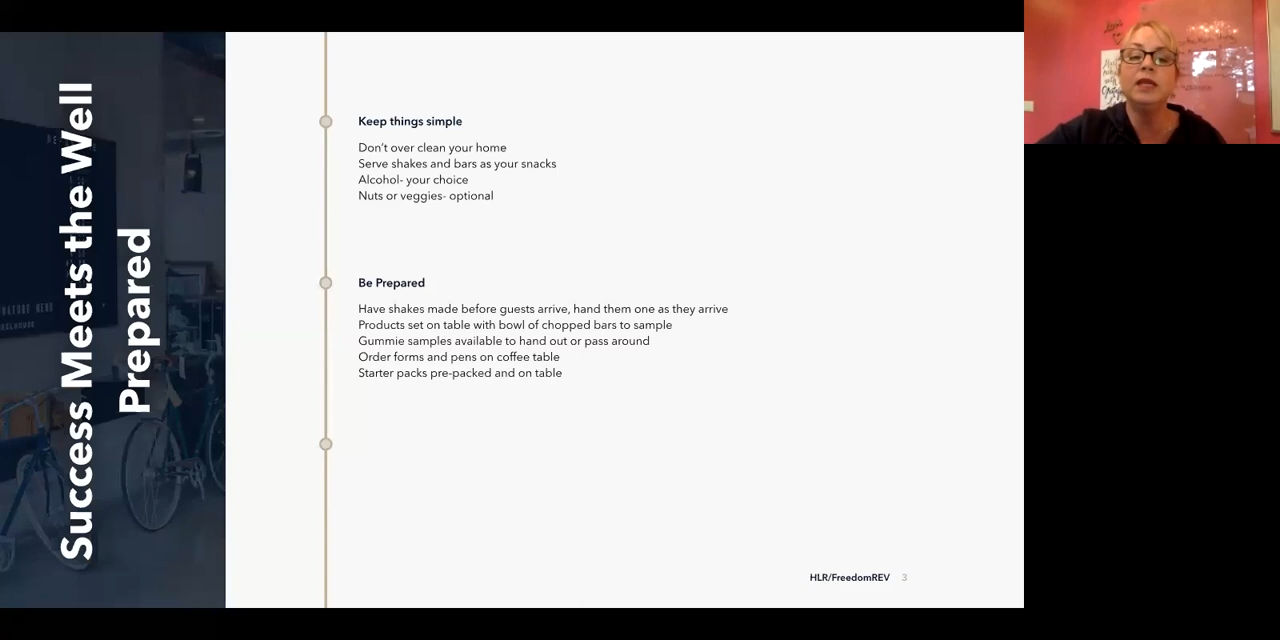 Success Meets the Well
Prepared
Keep things simple
Don't over clean your home
Serve shakes and bars as your snacks
Alcohol- your choice
Nuts or veggies- optional
Be Prepared
Have shakes made before guests arrive, hand them one as they arrive
Products set on table with bowl of chopped bars to sample
Gummie samples available to hand out or pass around
Order forms and pens on coffee table
Starter packs pre-packed and on table
HLR/FreedomREV 3